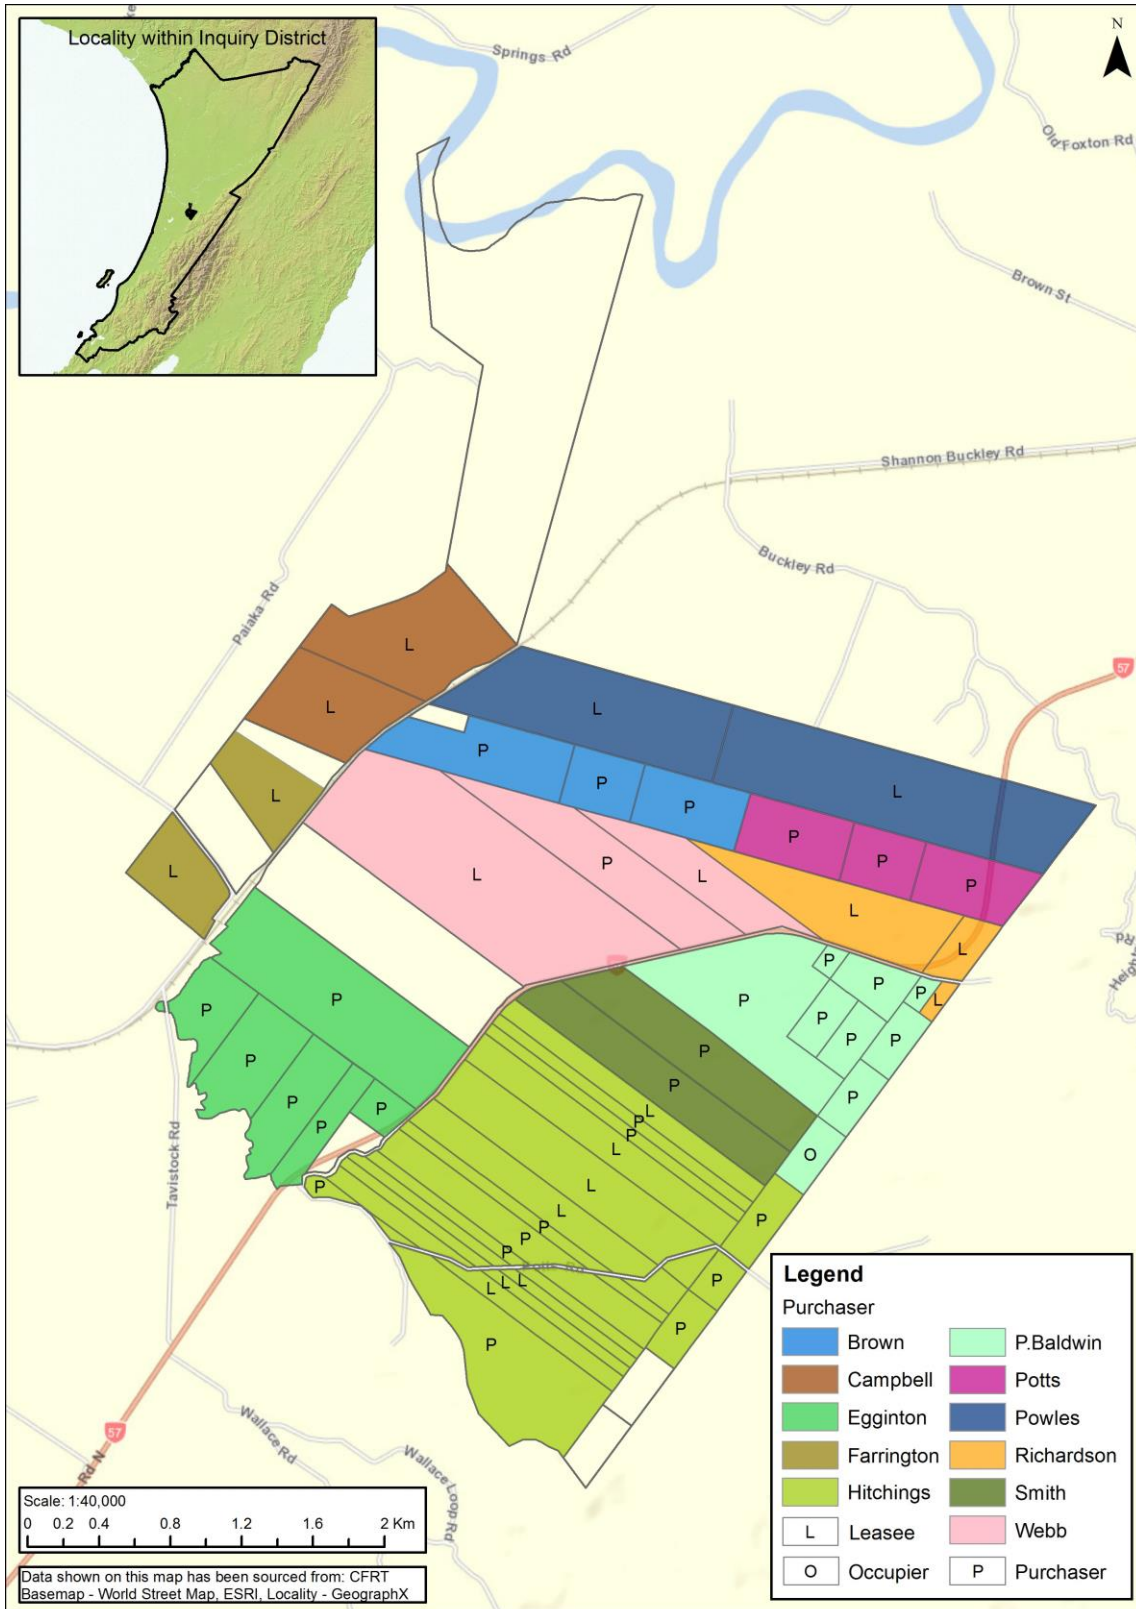 Locality within Inquiry District
N
Springs Rd
Old Foxton Rd
Brown St
Shannon Buckley Rd
Buckley Rd
Paiaka Rd
57
L
L
L
L
P
P
P
L
L
P
P
P
L
L
L
P
L
L
P
P
P
P
P
P
P
P
P
O
P
P
P
P
P
P
P
P
P
L
P
P
L
L
L
P
P
P
L
L
L
P
P
P
P
P
Tavistock Rd
Wallace Rd
Wallace Loop Rd
57
Rd N
Legend
Purchaser
Brown
P.Baldwin
Campbell
Potts
Egginton
Powles
Farrington
Richardson
Hitchings
Smith
L Leasee
Webb
O Occupier
P Purchaser
Scale: 1:40,000
0 0.2 0.4 0.8 1.2 1.6 2 Km
Data shown on this map has been sourced from: CFRT
Basemap - World Street Map, ESRI, Locality - GeographX